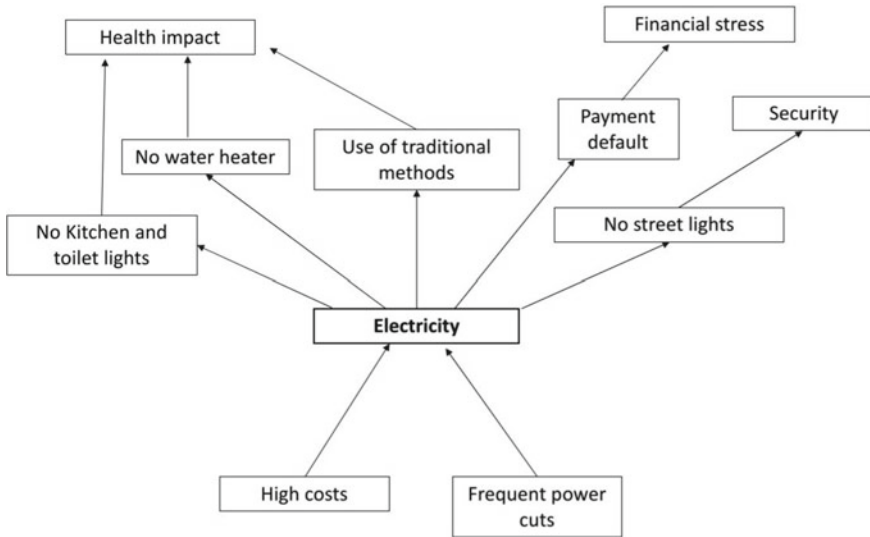 Financial stress
Health impact
Payment
default
Security
No water heater
Use of traditional
methods
No Kitchen and
toilet lights
No street lights
Electricity
High costs
Frequent power
cuts